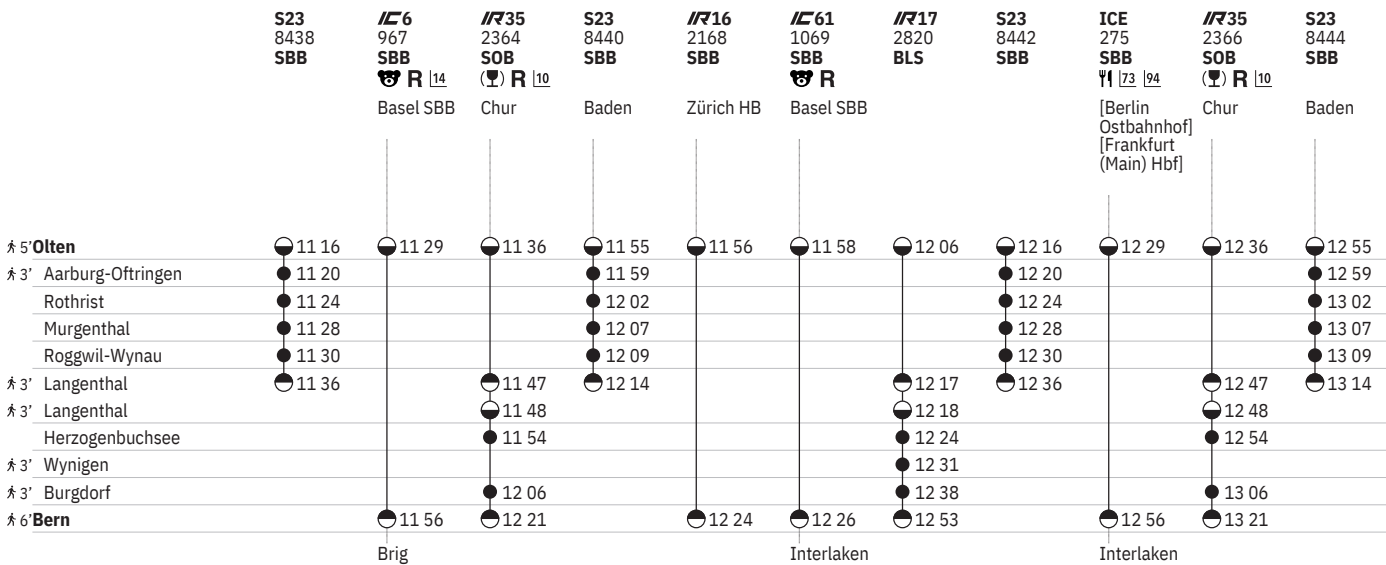 S23 IC6 IR35 S23 IR16 IC61 IR17 S23 ICE IR35 S23
8438 967 2364 8440 2168 1069 2820 8442 275 2366 8444
SBB SBB SOB SBB SBB SBB BLS SBB SBB SOB SBB
R 14 R 10 R 73 94 R 10
Basel SBB Chur Baden Zürich HB Basel SBB [Berlin Chur Baden
Ostbahnhof]
[Frankfurt
(Main) Hbf]
5' Olten 11 16 11 29 11 36 11 55 11 56 11 58 12 06 12 16 12 29 12 36 12 55
3' Aarburg-Oftringen 11 20 11 59 12 20 12 59
Rothrist 11 24 12 02 12 24 13 02
Murgenthal 11 28 12 07 12 28 13 07
Roggwil-Wynau 11 30 12 09 12 30 13 09
3' Langenthal 11 36 11 47 12 14 12 17 12 36 12 47 13 14
3' Langenthal 11 48 12 18 12 48
Herzogenbuchsee 11 54 12 24 12 54
3' Wynigen 12 31
3' Burgdorf 12 06 12 38 13 06
6' Bern 11 56 12 21 12 24 12 26 12 53 12 56 13 21
Brig Interlaken Interlaken